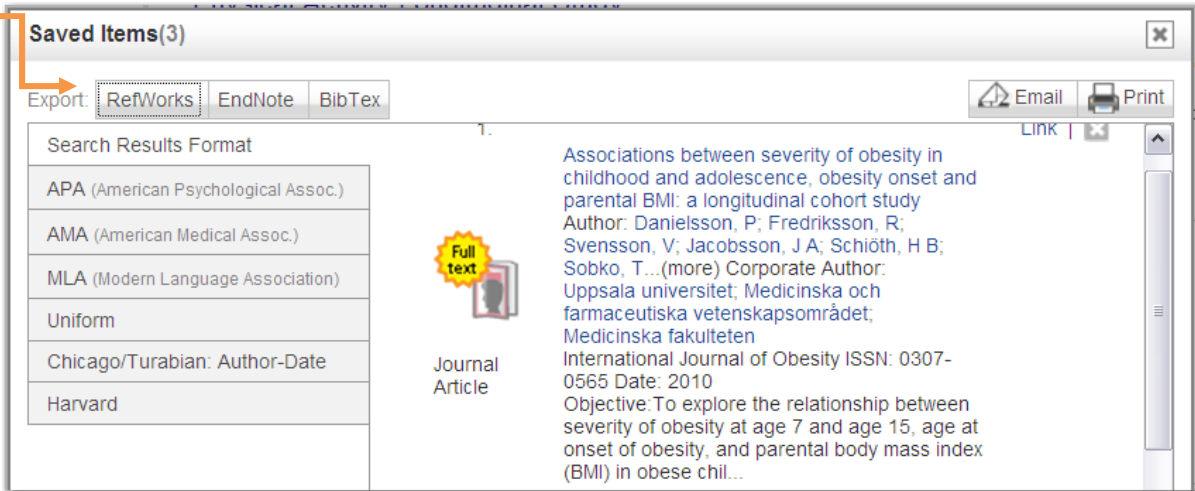 Saved Items(3)
Export: RefWorks EndNote BibTex Email Print
Search Results Format
APA (American Psychological Assoc.)
AMA (American Medical Assoc.)
MLA (Modern Language Association)
Uniform
Chicago/Turabian: Author-Date
Harvard
1. Link |
Full
text
Journal
Article
Associations between severity of obesity in
childhood and adolescence, obesity onset and
parental BMI: a longitudinal cohort study
Author: Danielsson, P; Fredriksson, R;
Svensson, V; Jacobsson, J A; Schiöth, H B;
Sobko, T...(more) Corporate Author:
Uppsala universitet; Medicinska och
farmaceutiska vetenskapsområdet;
Medicinska fakulteten
International Journal of Obesity ISSN: 0307-
0565 Date: 2010
Objective:To explore the relationship between
severity of obesity at age 7 and age 15, age at
onset of obesity, and parental body mass index
(BMI) in obese chil...